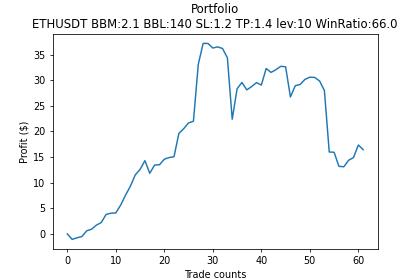 Portfolio
ETHUSDT BBM:2.1 BBL:140 SL:1.2 TP:1.4 lev:10 WinRatio:66.0
35
30
25
20
15
10
5
0
Profit ($)
0 10 20 30 40 50 60
Trade counts